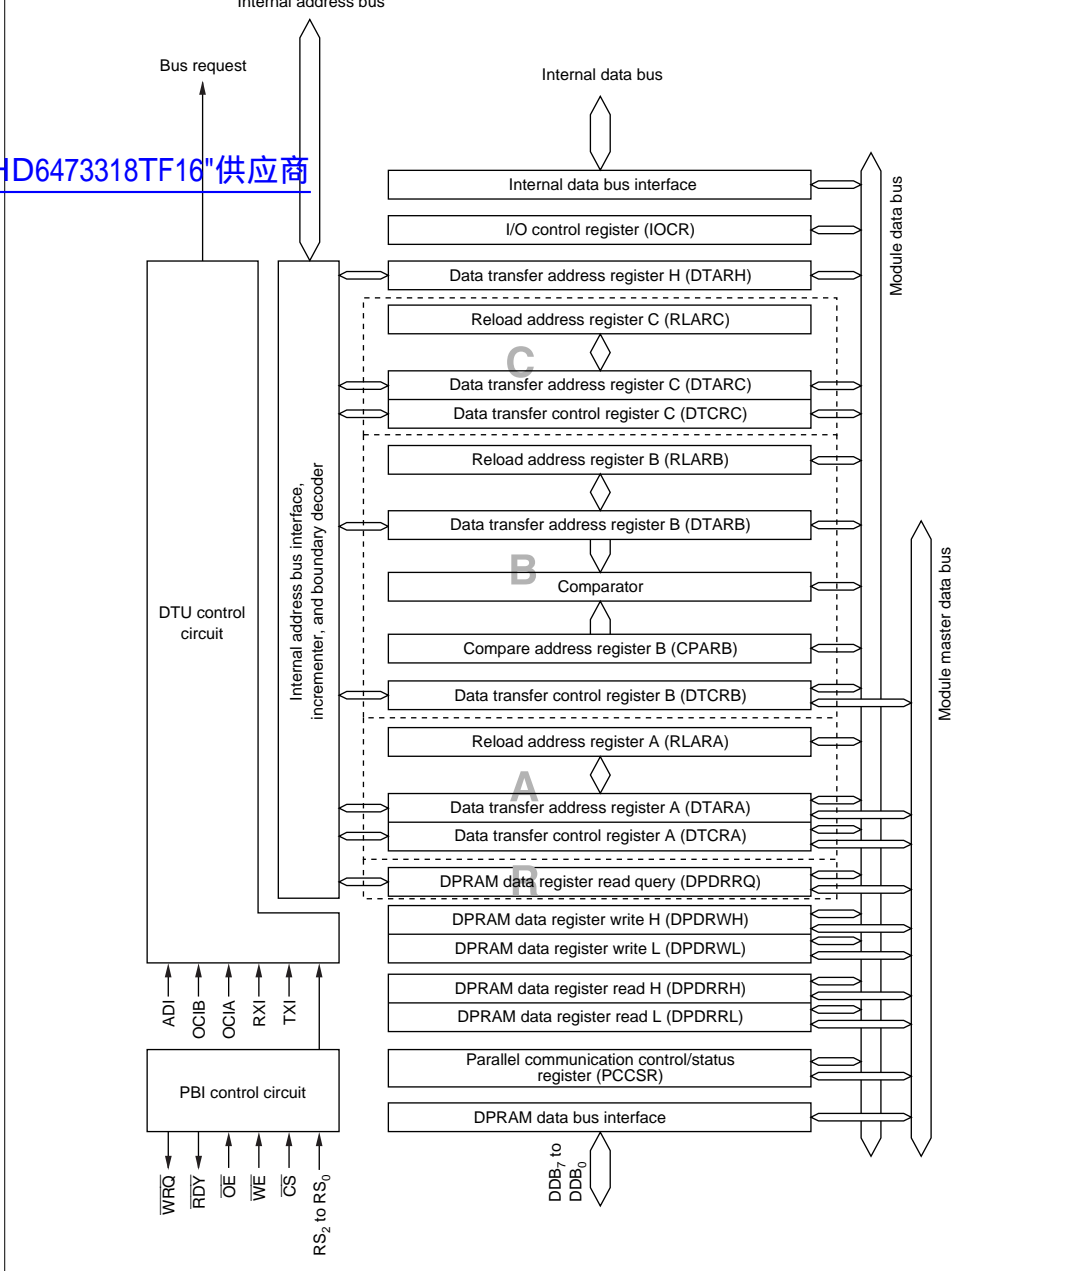 Internal address bus
Bus request
Internal data bus
HD6473318TF16"供应商
Internal data bus interface
I/O control register (IOCR)
Data transfer address register H (DTARH)
Reload address register C (RLARC)
C
Data transfer address register C (DTARC)
Data transfer control register C (DTCRC)
Reload address register B (RLARB)
Data transfer address register B (DTARB)
B
Comparator
Compare address register B (CPARB)
Data transfer control register B (DTCRB)
Reload address register A (RLARA)
A
Data transfer address register A (DTARA)
Data transfer control register A (DTCRA)
R
DPRAM data register read query (DPDRRQ)
DPRAM data register write H (DPDRWH)
DPRAM data register write L (DPDRWL)
DPRAM data register read H (DPDRRH)
DPRAM data register read L (DPDRRL)
Parallel communication control/status
register (PCCSR)
DPRAM data bus interface
DDB7 to
DDB0
Module data bus
Module master data bus
DTU control
circuit
Internal address bus interface,
incrementer, and boundary decoder
ADI
OCIB
OCIA
RXI
TXI
PBI control circuit
WRQ
RDY
OE
WE
CS
RS2 to RS0